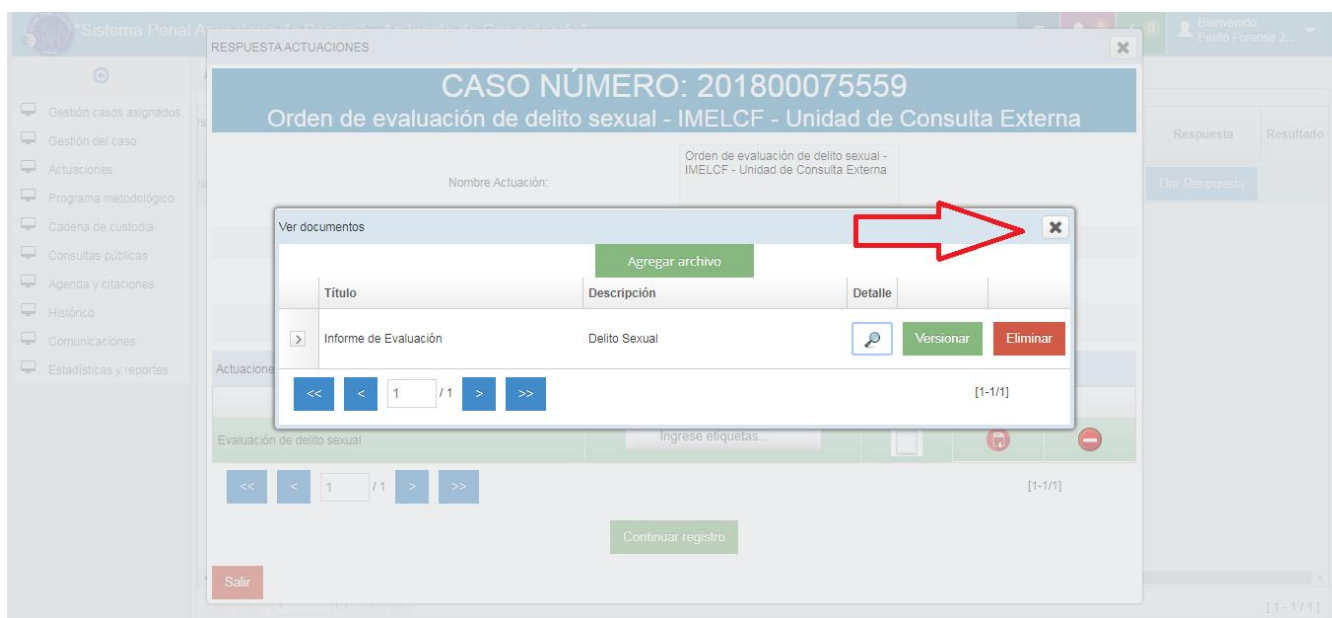 "Sistema Penal A
Bienvenido,
Perito Forense 2...
RESPUESTA ACTUACIONES
CASO NÚMERO: 201800075559
Orden de evaluación de delito sexual - IMELCF - Unidad de Consulta Externa
Gestión casos asignados
Gestión del caso
Actuaciones
Programa metodológico
Cadena de custodia
Consultas públicas
Agenda y citaciones
Histórico
Comunicaciones
Estadísticas y reportes
Respuesta Resultado
Dar Respuesta
Nombre Actuación:
Orden de evaluación de delito sexual -
IMELCF - Unidad de Consulta Externa
Ver documentos
Agregar archivo
Título Descripción Detalle
Informe de Evaluación Delito Sexual Versionar Eliminar
<< < 1 / 1 > >> [1-1/1]
Actuacione
Evaluación de delito sexual Ingrese etiquetas...
<< < 1 / 1 > >> [1-1/1]
Continuar registro
Salir
[1-1/1]